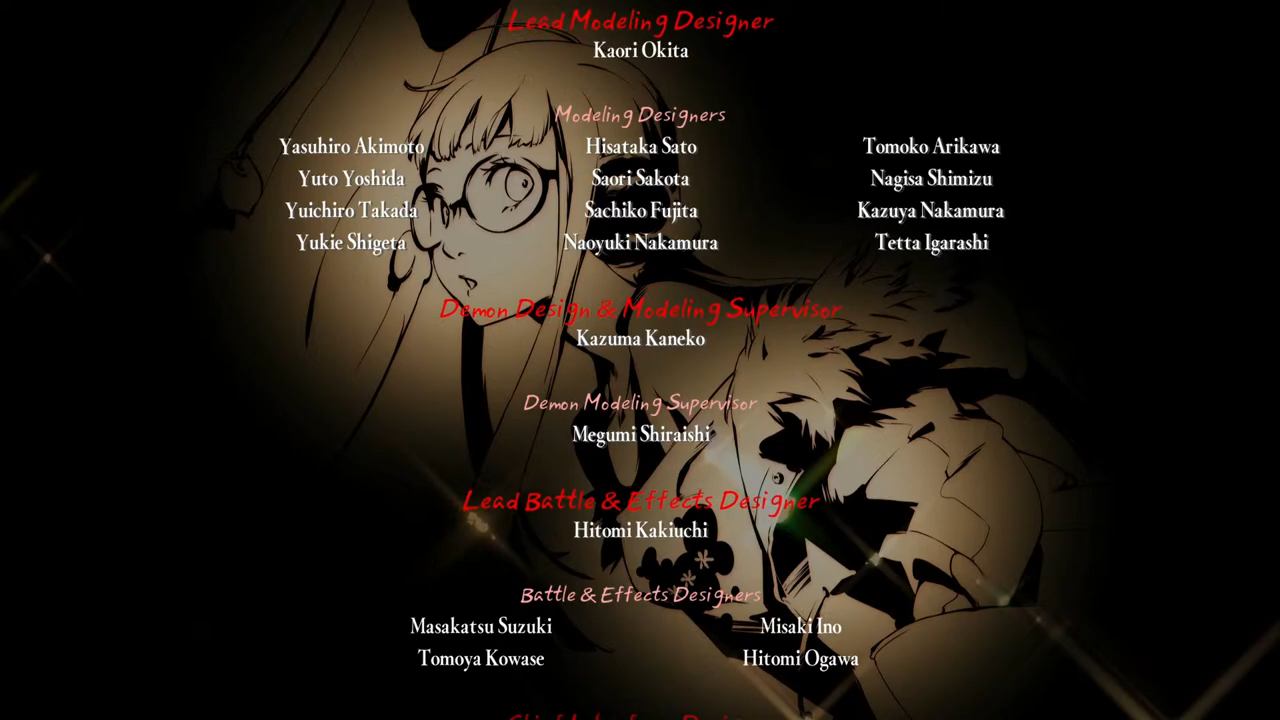 Lead Modeling Designer
Kaori Okita
Modeling Designers
Yasuhiro Akimoto Hisataka Sato Tomoko Arikawa
Yuto Yoshida Saori Sakota Nagisa Shimizu
Yuichiro Takada Sachiko Fujita Kazuya Nakamura
Yukie Shigeta Naoyuki Nakamura Tetta Igarashi
Demon Design & Modeling Supervisor
Kazuma Kaneko
Demon Modeling Supervisor
Megumi Shiraishi
Lead Battle & Effects Designer
Hitomi Kakiuchi
Battle & Effects Designers
Masakatsu Suzuki Misaki Ino
Tomoya Kowase Hitomi Ogawa